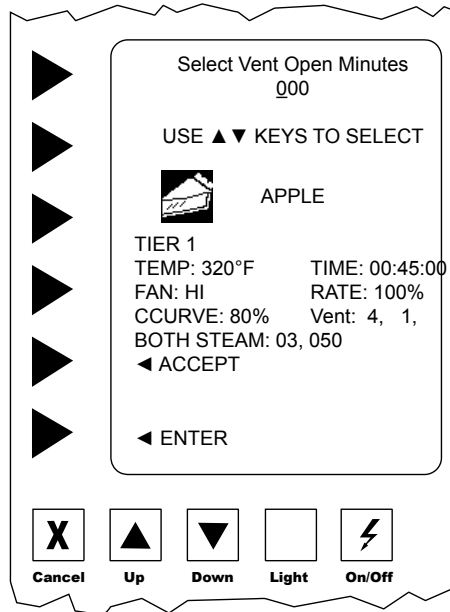 Select Vent Open Minutes
000
USE ▲▼ KEYS TO SELECT
APPLE
TIER 1
TEMP: 320°F TIME: 00:45:00
FAN: HI RATE: 100%
CCURVE: 80% Vent: 4, 1,
BOTH STEAM: 03, 050
◄ ACCEPT
◄ ENTER
X
Cancel Up Down Light On/Off